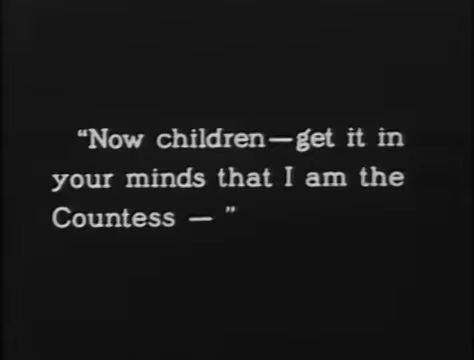 "Now children—get it in
your minds that I am the
Countess — "